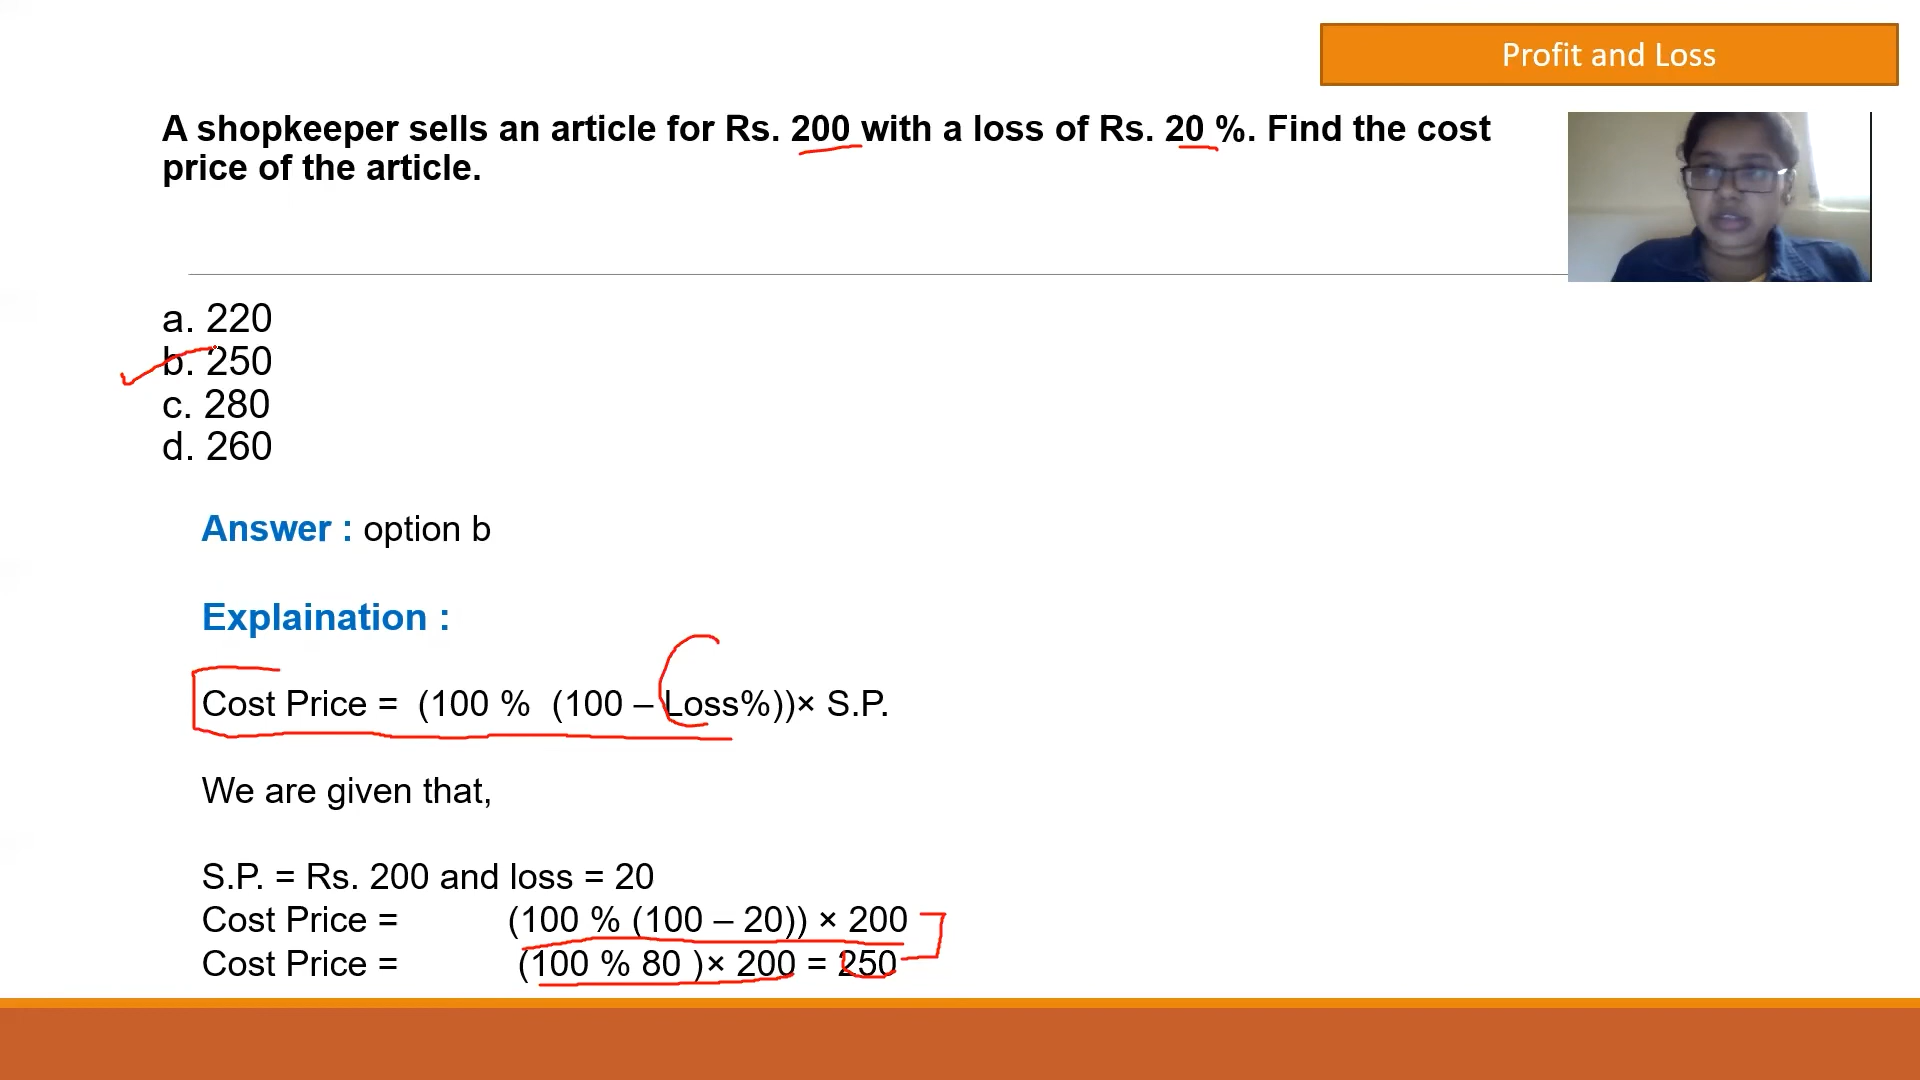 Profit and Loss
A shopkeeper sells an article for Rs. 200 with a loss of Rs. 20 %. Find the cost
price of the article.
a. 220
b. 250
c. 280
d. 260
Answer : option b
Explaination :
Cost Price = (100 % (100 – Loss%))× S.P.
We are given that,
S.P. = Rs. 200 and loss = 20
Cost Price = (100 % (100 – 20)) × 200
Cost Price = (100 % 80 )× 200 = 250